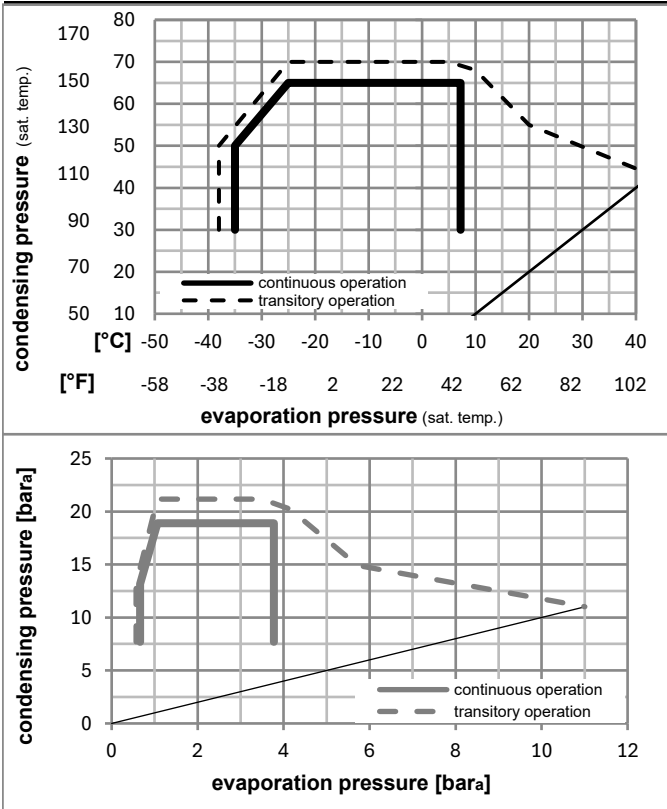 170 80
150 70
60
130 50
110 40
90 30
70 20
50 10
condensing pressure (sat. temp.)
continuous operation
transitory operation
[°C] -50 -40 -30 -20 -10 0 10 20 30 40
[°F] -58 -38 -18 2 22 42 62 82 102
evaporation pressure (sat. temp.)
25
20
15
10
5
0
condensing pressure [bara]
continuous operation
transitory operation
0 2 4 6 8 10 12
evaporation pressure [bara]